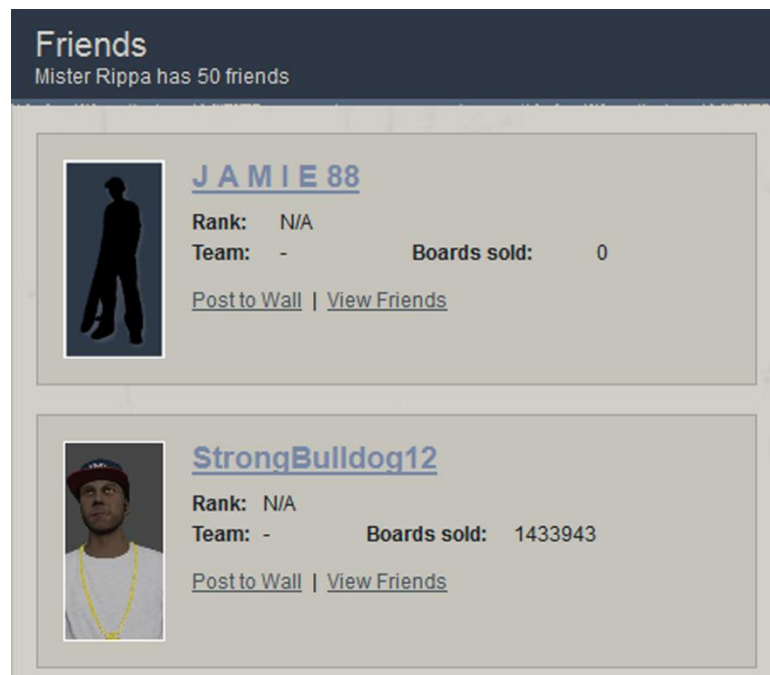 Friends
Mister Rippa has 50 friends
J A M I E 88
Rank: N/A
Team: - Boards sold: 0
Post to Wall | View Friends
StrongBulldog12
Rank: N/A
Team: - Boards sold: 1433943
Post to Wall | View Friends